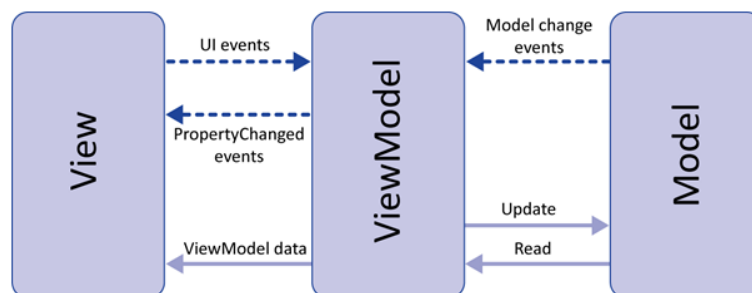 View
UI events
PropertyChanged
events
ViewModel data
ViewModel
Model change
events
Update
Read
Model